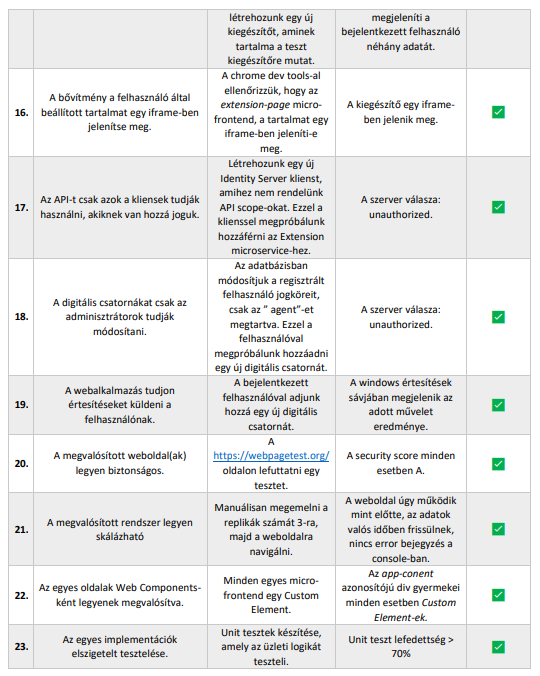 létrehozunk egy új
kiegészítőt, aminek
tartalma a teszt
kiegészítőre mutat.
megjeleníti a
bejelentkezett felhasználó
néhány adatát.
16.
A bővítmény a felhasználó által
beállított tartalmat egy iframe-ben
jelenítse meg.
A chrome dev tools-al
ellenőrizzük, hogy az
extension-page micro-
frontend, a tartalmat egy
iframe-ben jeleníti-e
meg.
A kiegészítő egy iframe-
ben jelenik meg.
17.
Az API-t csak azok a kliensek tudják
használni, akiknek van hozzá joguk.
Létrehozunk egy új
Identity Server klienst,
amihez nem rendelünk
API scope-okat. Ezzel a
klienssel megpróbálunk
hozzáférni az Extension
microservice-hez.
A szerver válasza:
unauthorized.
18.
A digitális csatornákat csak az
adminisztrátorok tudják
módosítani.
Az adatbázisban
módosítjuk a regisztrált
felhasználó jogköreit,
csak az " agent"-et
megtartva. Ezzel a
felhasználóval
megpróbálunk hozzáadni
egy új digitális csatornát.
A szerver válasza:
unauthorized.
19.
A webalkalmazás tudjon
értesítéseket küldeni a
felhasználónak.
A bejelentkezett
felhasználóval adjunk
hozzá egy új digitális
csatornát.
A windows értesítések
sávjában megjelenik az
adott művelet
eredménye.
20.
A megvalósított weboldal(ak)
legyen biztonságos.
A
https://webpagetest.org/
oldalon lefuttatni egy
tesztet.
A security score minden
esetben A.
21.
A megvalósított rendszer legyen
skálázható
Manuálisan megemelni a
replikák számát 3-ra,
majd a weboldalra
navigálni.
A weboldal úgy működik
mint előtte, az adatok
valós időben frissülnek,
nincs error bejegyzés a
console-ban.
22.
Az egyes oldalak Web Components-
ként legyenek megvalósítva.
Minden egyes micro-
frontend egy Custom
Element.
Az app-conent
azonosítójú div gyermekei
minden esetben Custom
Element-ek.
23.
Az egyes implementációk
elszigetelt tesztelése.
Unit tesztek készítése,
amely az üzleti logikát
teszteli.
Unit teszt lefedettség >
70%